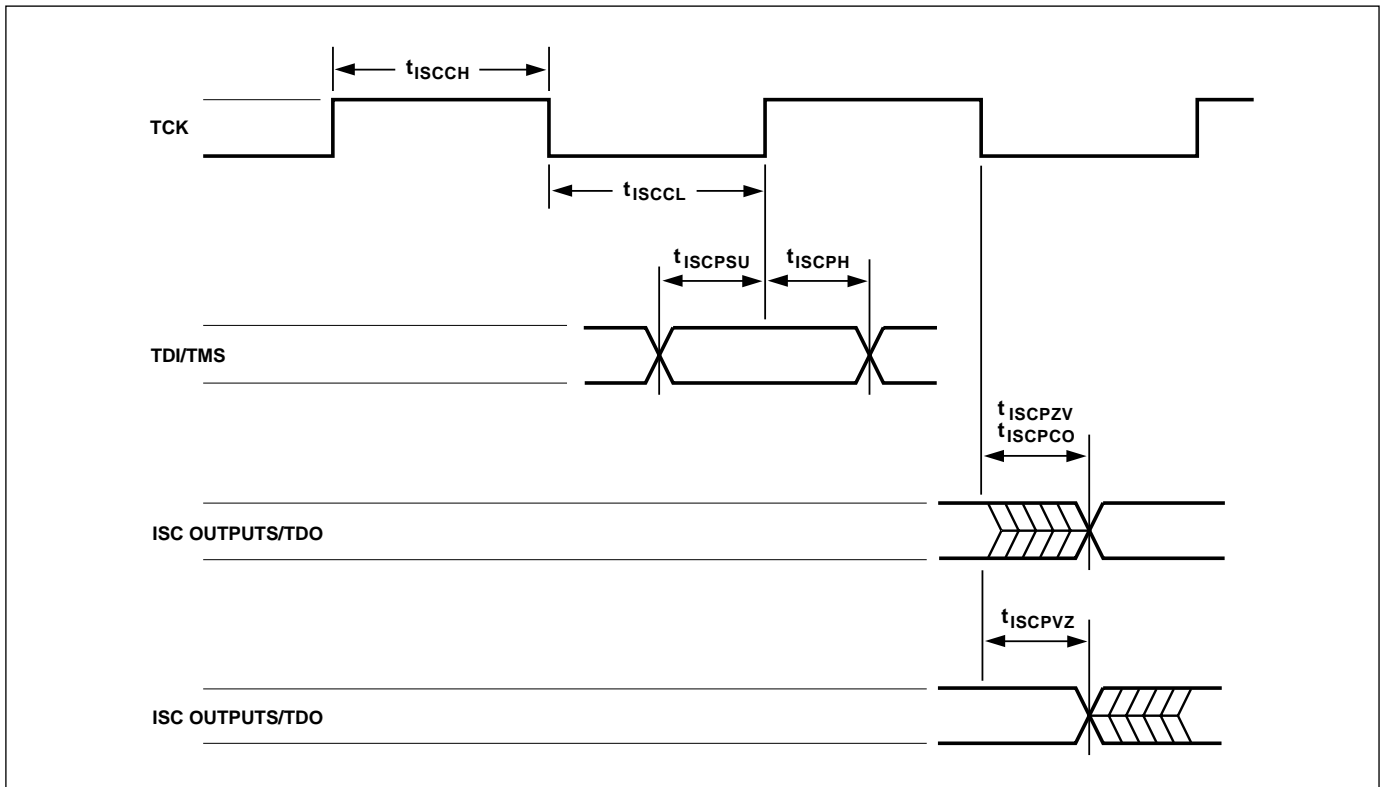 tISCCH
TCK
tISCCL
tISCPSU
tISCPH
TDI/TMS
tISCPZV
tISCPCO
ISC OUTPUTS/TDO
tISCPVZ
ISC OUTPUTS/TDO